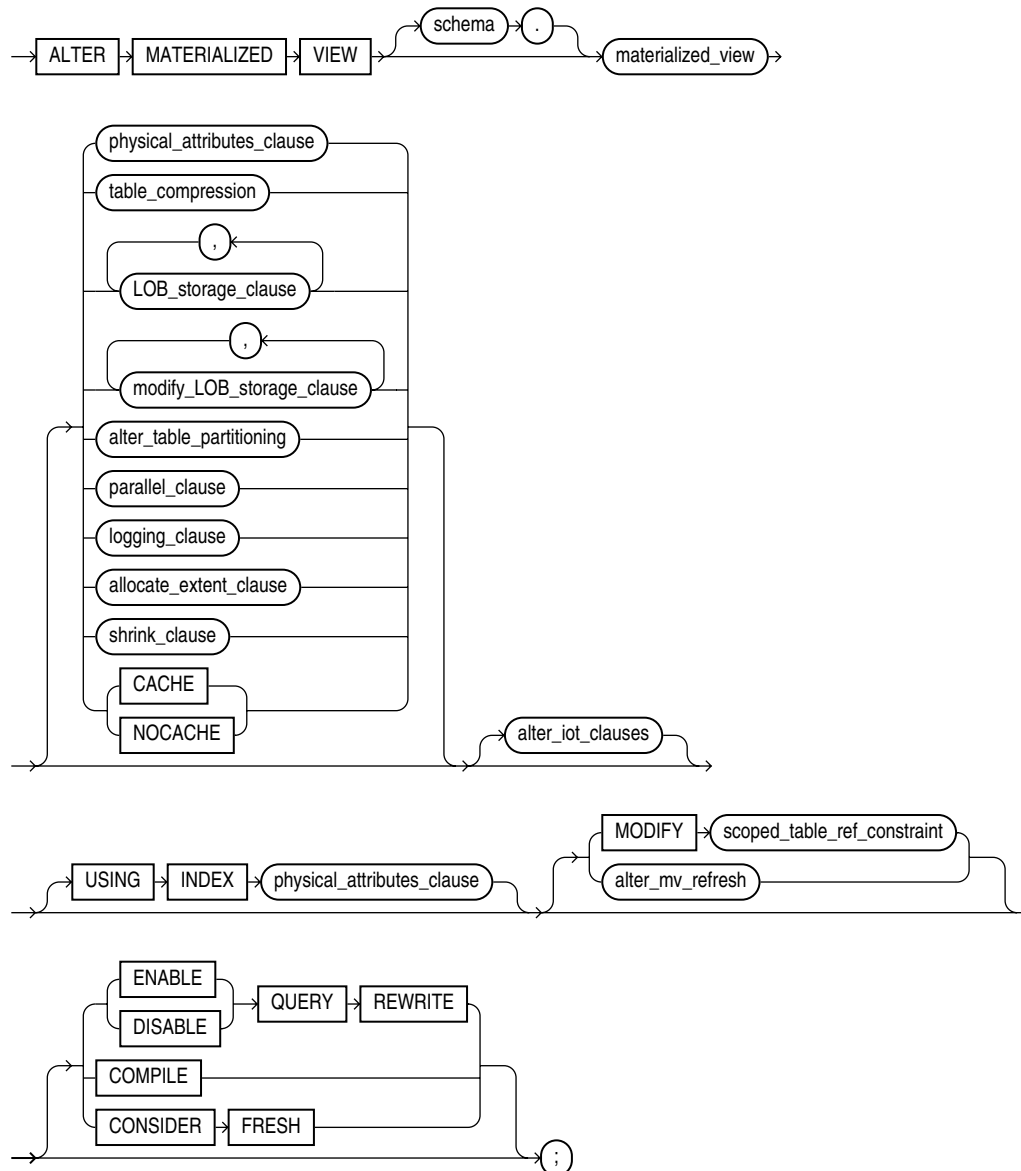 schema .
ALTER MATERIALIZED VIEW materialized_view
physical_attributes_clause
table_compression
,
LOB_storage_clause
,
modify_LOB_storage_clause
alter_table_partitioning
parallel_clause
logging_clause
allocate_extent_clause
shrink_clause
CACHE
NOCACHE
alter_iot_clauses
USING INDEX physical_attributes_clause
MODIFY scoped_table_ref_constraint
alter_mv_refresh
ENABLE
DISABLE
QUERY REWRITE
COMPILE
CONSIDER FRESH
;